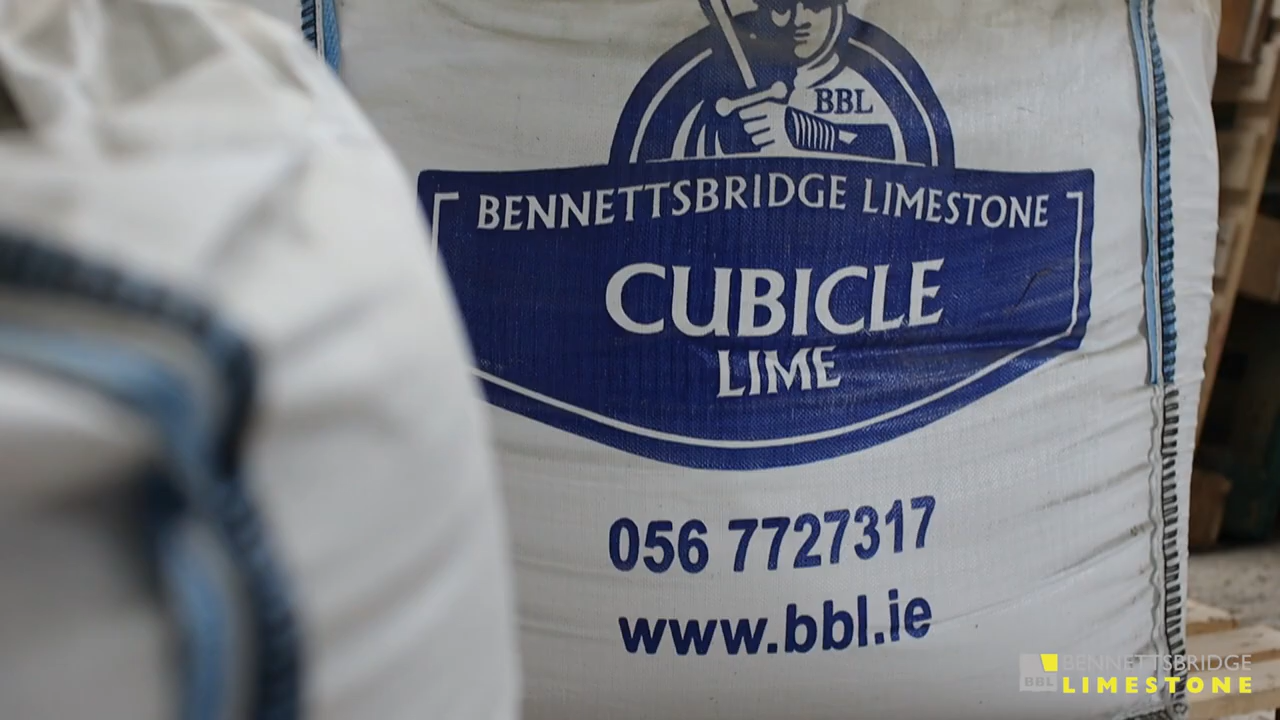 BBL
BENNETTSBRIDGE LIMESTONE
CUBICLE
LIME
056 7727317
www.bbl.ie
BBL
BENNETTSBRIDGE
LIMESTONE